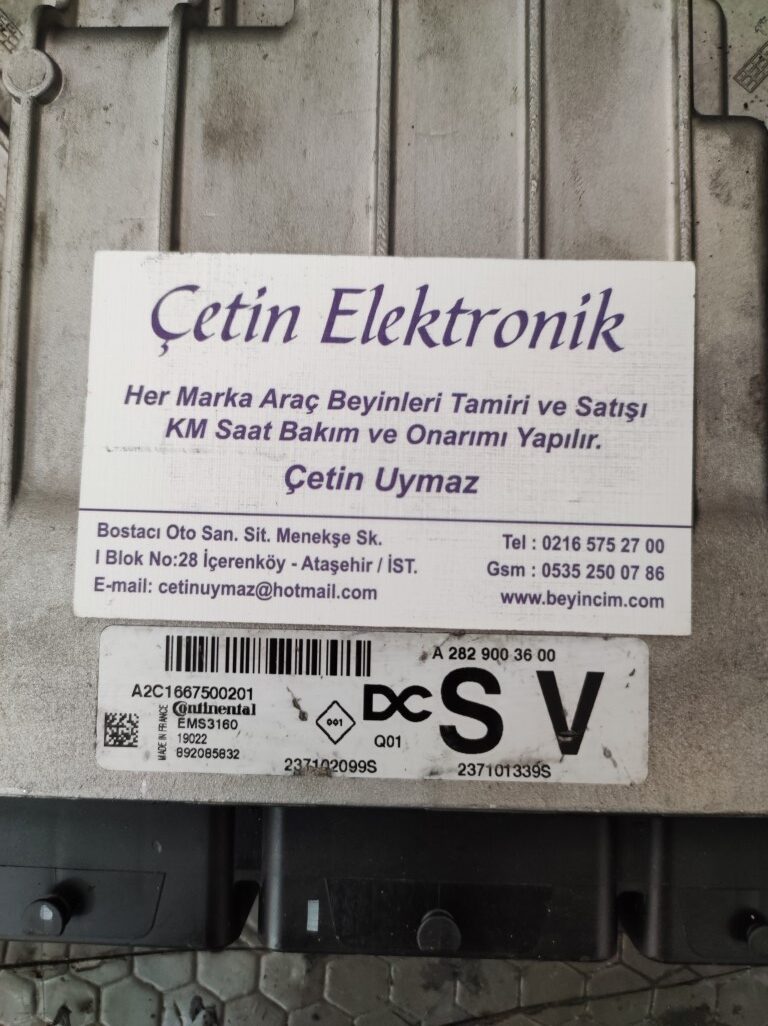 Çetin Elektronik
Her Marka Araç Beyinleri Tamiri ve Satışı
KM Saat Bakım ve Onarımı Yapılır.
Çetin Uymaz
Bostacı Oto San. Sit. Menekşe Sk.
I Blok No:28 İçerenköy - Ataşehir / İST.
E-mail: cetinuymaz@hotmail.com
Tel : 0216 575 27 00
Gsm : 0535 250 07 86
www.beyincim.com
A 282 900 3600
A2C1667500201
Continental
EMS3160
19022
892085832
MADE IN FRANCE
001
DC
Q01
S V
237102099S
237101339S